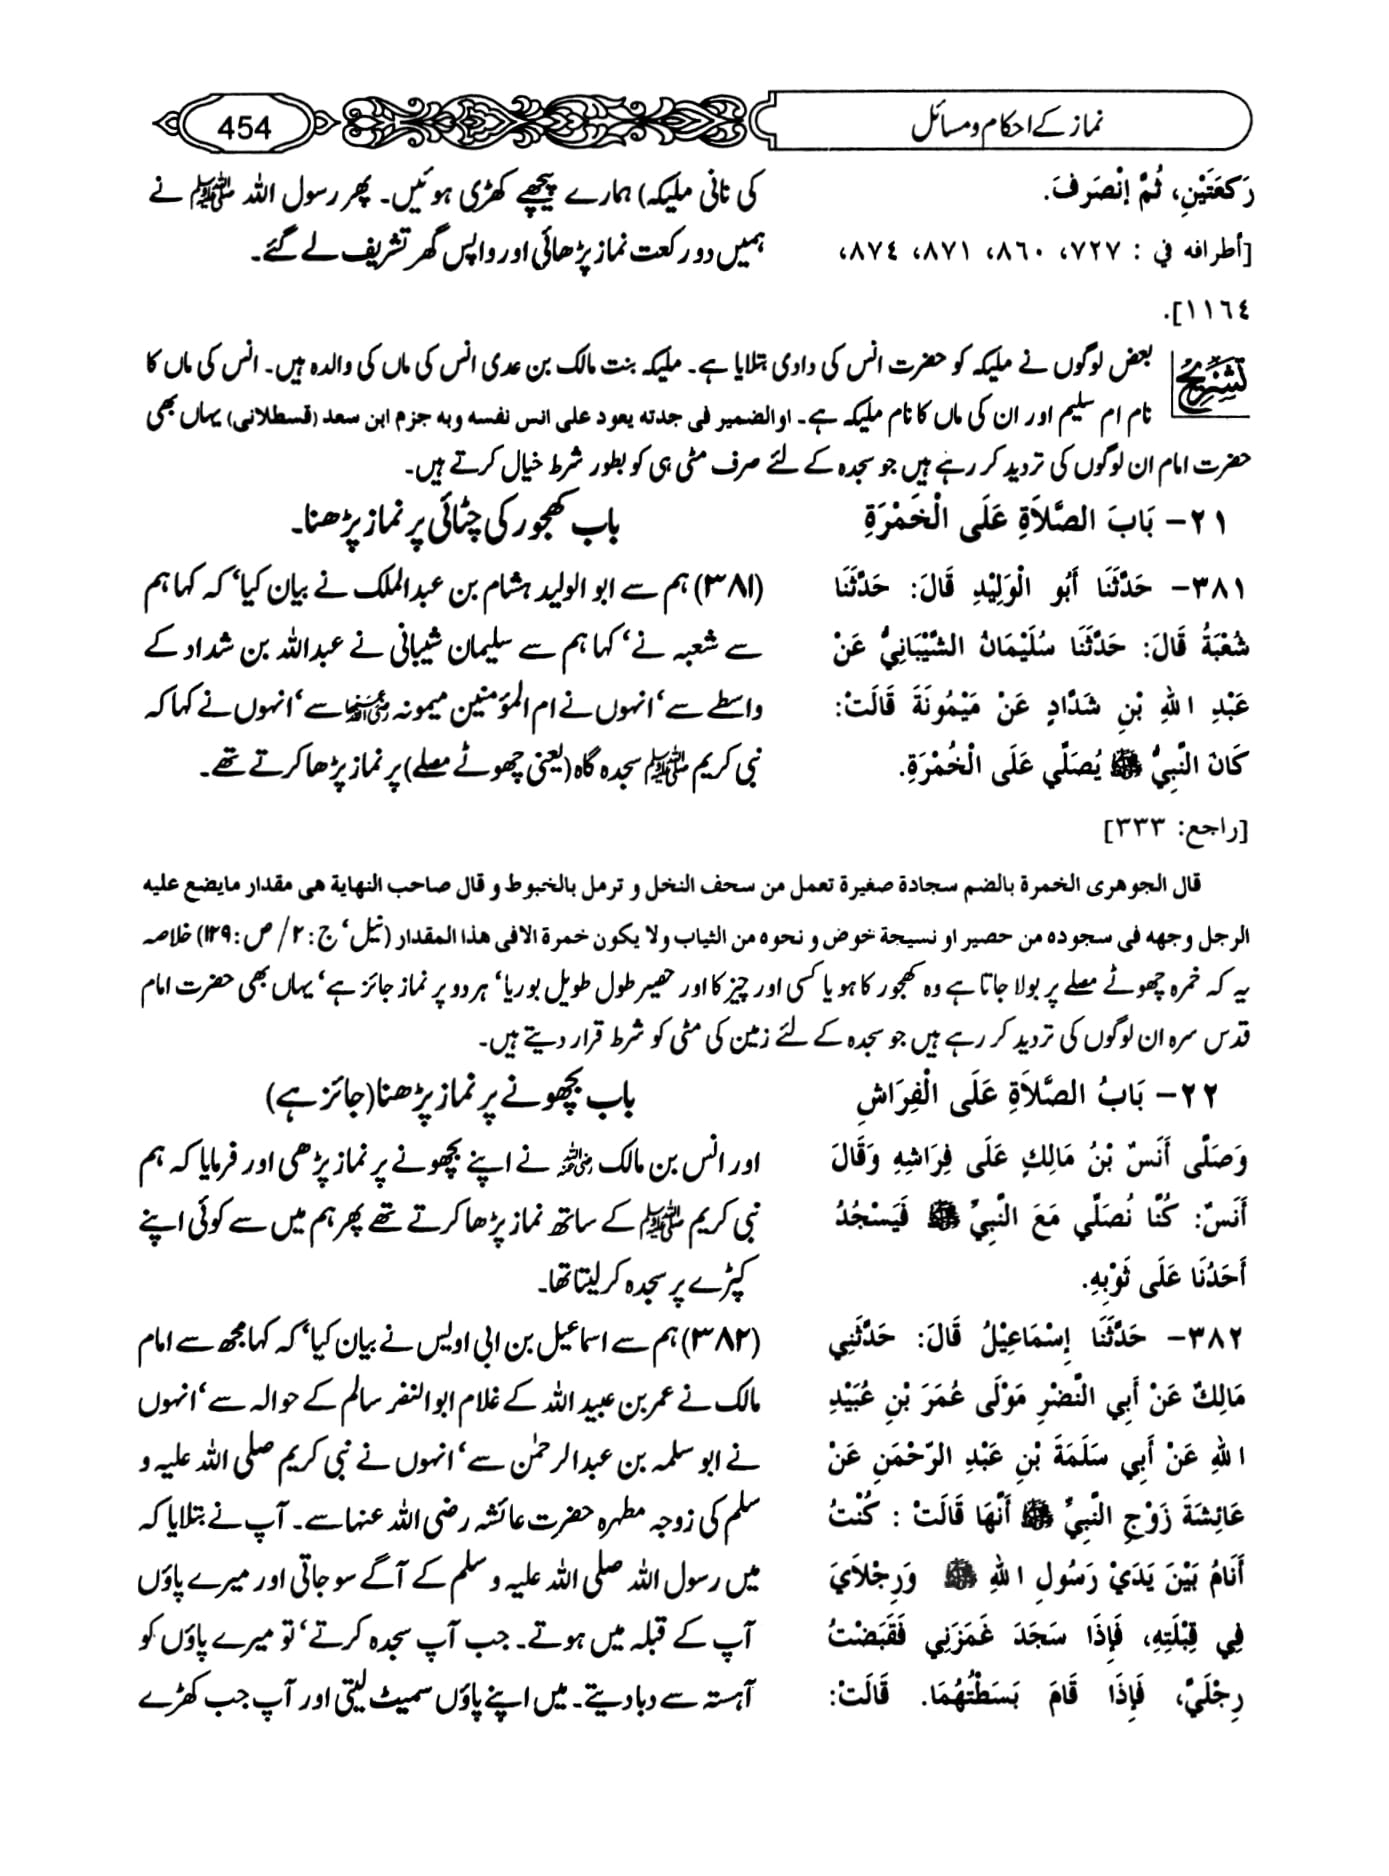 نماز کے احکام و مسائل
454
رَكعَتَيْنِ، ثُمَّ انْصَرَفَ.
[أطرافه في : ٧٢٧، ٨٦٠، ٨٧١، ٨٧٤،
١١٦٤].
کی نانی ملیکہ) ہمارے پیچھے کھڑی ہوئیں۔ پھر رسول اللہ ﷺ نے
ہمیں دو رکعت نماز پڑھائی اور واپس گھر تشریف لے گئے۔
تشریح
بعض لوگوں نے ملیکہ کو حضرت انس کی دادی بتلایا ہے۔ ملیکہ بنت مالک بن عدی انس کی ماں کی والدہ ہیں۔ انس کی ماں کا
نام ام سلیم اور ان کی ماں کا نام ملیکہ ہے۔ اوالضمیر فی جدته یعود علی انس نفسه وبه جزم ابن سعد (قسطلانی) یہاں بھی
حضرت امام ان لوگوں کی تردید کر رہے ہیں جو سجدہ کے لئے صرف مٹی ہی کو بطور شرط خیال کرتے ہیں۔
٢١- بَابَ الصَّلاَةِ عَلَى الْخَمْرَةِ
باب کھجور کی چٹائی پر نماز پڑھنا۔
٣٨١- حَدَّثَنَا أَبُو الْوَلِيْدِ قَالَ: حَدَّثَنَا
شُعْبَةُ قَالَ: حَدَّثَنَا سُلَيْمَانُ الشَّيْبَانِيُّ عَنْ
عَبْدِ اللهِ بْنِ شَدَّادٍ عَنْ مَيْمُونَةَ قَالَتْ:
كَانَ النَّبِيُّ ﷺ يُصَلِّي عَلَى الْخُمْرَةِ.
[راجع: ٣٣٣]
(۳۸۱) ہم سے ابو الولید ہشام بن عبدالملک نے بیان کیا، کہ کہا ہم
سے شعبہ نے، کہا ہم سے سلیمان شیبانی نے عبداللہ بن شداد کے
واسطے سے، انہوں نے ام المؤمنین میمونہ رضی اللہ عنہا سے، انہوں نے کہا کہ
نبی کریم ﷺ سجدہ گاہ (یعنی چھوٹے مصلے) پر نماز پڑھا کرتے تھے۔
قال الجوهری الخمرة بالضم سجادة صغیرة تعمل من سحف النخل و ترمل بالخیوط و قال صاحب النهایة هی مقدار مایضع علیه
الرجل وجهه فی سجوده من حصیر او نسیجة خوض و نحوه من الثیاب ولا یکون خمرة الافی هذا المقدار (نیل، ج: ۲/ ص: ۱۲۹) خلاصہ
یہ کہ خمرہ چھوٹے مصلے پر بولا جاتا ہے وہ کھجور کا ہو یا کسی اور چیز کا اور حصیر طول طویل بوریا، ہر دو پر نماز جائز ہے، یہاں بھی حضرت امام
قدس سرہ ان لوگوں کی تردید کر رہے ہیں جو سجدہ کے لئے زمین کی مٹی کو شرط قرار دیتے ہیں۔
٢٢- بَابُ الصَّلاَةِ عَلَى الْفِرَاشِ
باب بچھونے پر نماز پڑھنا (جائز ہے)
وَصَلَّى أَنَسٌ بْنُ مَالِكٍ عَلَى فِرَاشِهِ وَقَالَ
أَنَسٌ: كُنَّا نُصَلِّي مَعَ النَّبِيِّ ﷺ فَيَسْجُدُ
أَحَدُنَا عَلَى ثَوْبِهِ.
اور انس بن مالک رضی اللہ عنہ نے اپنے بچھونے پر نماز پڑھی اور فرمایا کہ ہم
نبی کریم ﷺ کے ساتھ نماز پڑھا کرتے تھے پھر ہم میں سے کوئی اپنے
کپڑے پر سجدہ کر لیتا تھا۔
٣٨٢- حَدَّثَنَا إِسْمَاعِيْلُ قَالَ: حَدَّثَنِي
مَالِكٌ عَنْ أَبِي النَّضْرِ مَوْلَى عُمَرَ بْنِ عُبَيْدِ
اللهِ عَنْ أَبِي سَلَمَةَ بْنِ عَبْدِ الرَّحْمَنِ عَنْ
عَائِشَةَ زَوْجِ النَّبِيِّ ﷺ أَنَّهَا قَالَتْ : كُنْتُ
أَنَامُ بَيْنَ يَدَيْ رَسُولِ اللهِ ﷺ وَرِجْلاَيَ
فِي قِبْلَتِهِ، فَإِذَا سَجَدَ غَمَزَنِي فَقَبَضْتُ
رِجْلَيَّ، فَإِذَا قَامَ بَسَطْتُهُمَا. قَالَتْ:
(۳۸۲) ہم سے اسماعیل بن ابی اویس نے بیان کیا، کہ کہا مجھ سے امام
مالک نے عمر بن عبید اللہ کے غلام ابو النضر سالم کے حوالہ سے، انہوں
نے ابو سلمہ بن عبدالرحمٰن سے، انہوں نے نبی کریم صلی اللہ علیہ و
سلم کی زوجہ مطہرہ حضرت عائشہ رضی اللہ عنہا سے۔ آپ نے بتلایا کہ
میں رسول اللہ صلی اللہ علیہ وسلم کے آگے سو جاتی اور میرے پاؤں
آپ کے قبلہ میں ہوتے۔ جب آپ سجدہ کرتے، تو میرے پاؤں کو
آہستہ سے دبا دیتے۔ میں اپنے پاؤں سمیٹ لیتی اور آپ جب کھڑے